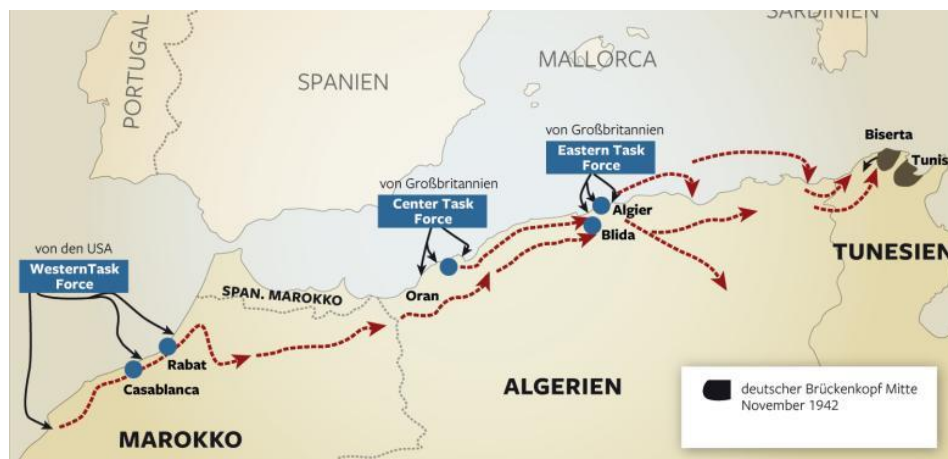 SARDINIEN
PORTUGAL
SPANIEN
MALLORCA
von Großbritannien
Eastern Task
Force
Biserta
Tunis
von Großbritannien
Center Task
Force
Algier
Blida
TUNESIEN
von den USA
WesternTask
Force
SPAN. MAROKKO
Oran
Rabat
Casablanca
ALGERIEN
MAROKKO
deutscher Brückenkopf Mitte
November 1942